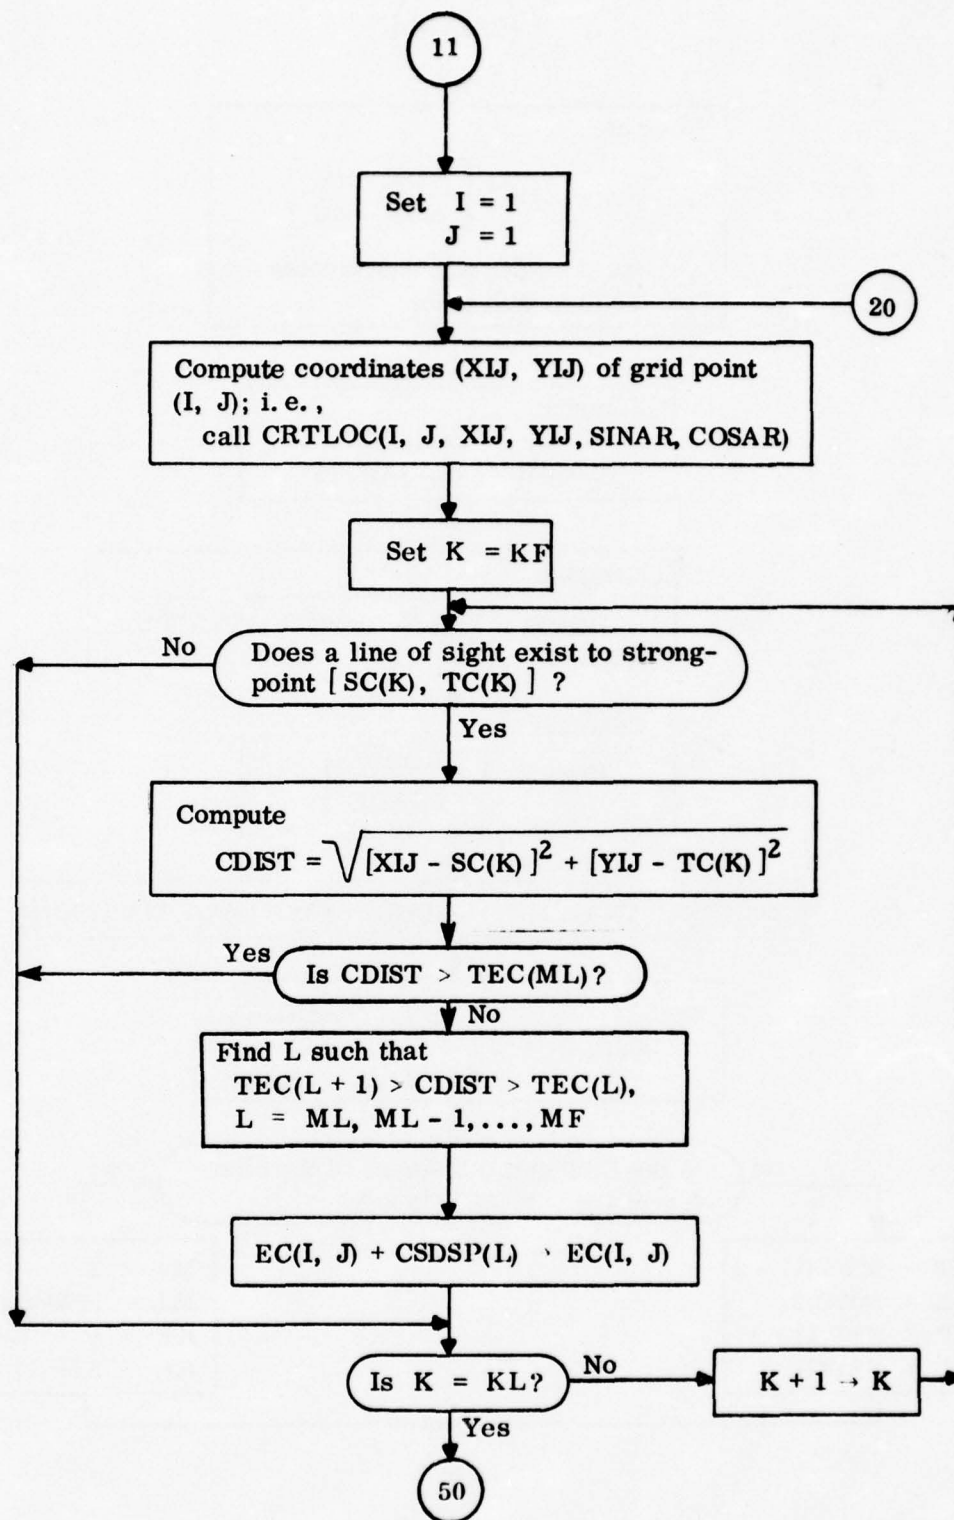 11
Set I = 1
J = 1
20
Compute coordinates (XIJ, YIJ) of grid point
(I, J); i.e.,
call CRTLOC(I, J, XIJ, YIJ, SINAR, COSAR)
Set K = KF
No
Does a line of sight exist to strong-
point [ SC(K), TC(K) ] ?
Yes
Compute
CDIST = √[XIJ - SC(K) ]² + [YIJ - TC(K) ]²
Yes
Is CDIST > TEC(ML)?
No
Find L such that
TEC(L + 1) > CDIST > TEC(L),
L = ML, ML - 1,..., MF
EC(I, J) + CSDSP(L) → EC(I, J)
Is K = KL?
No
K + 1 → K
Yes
50